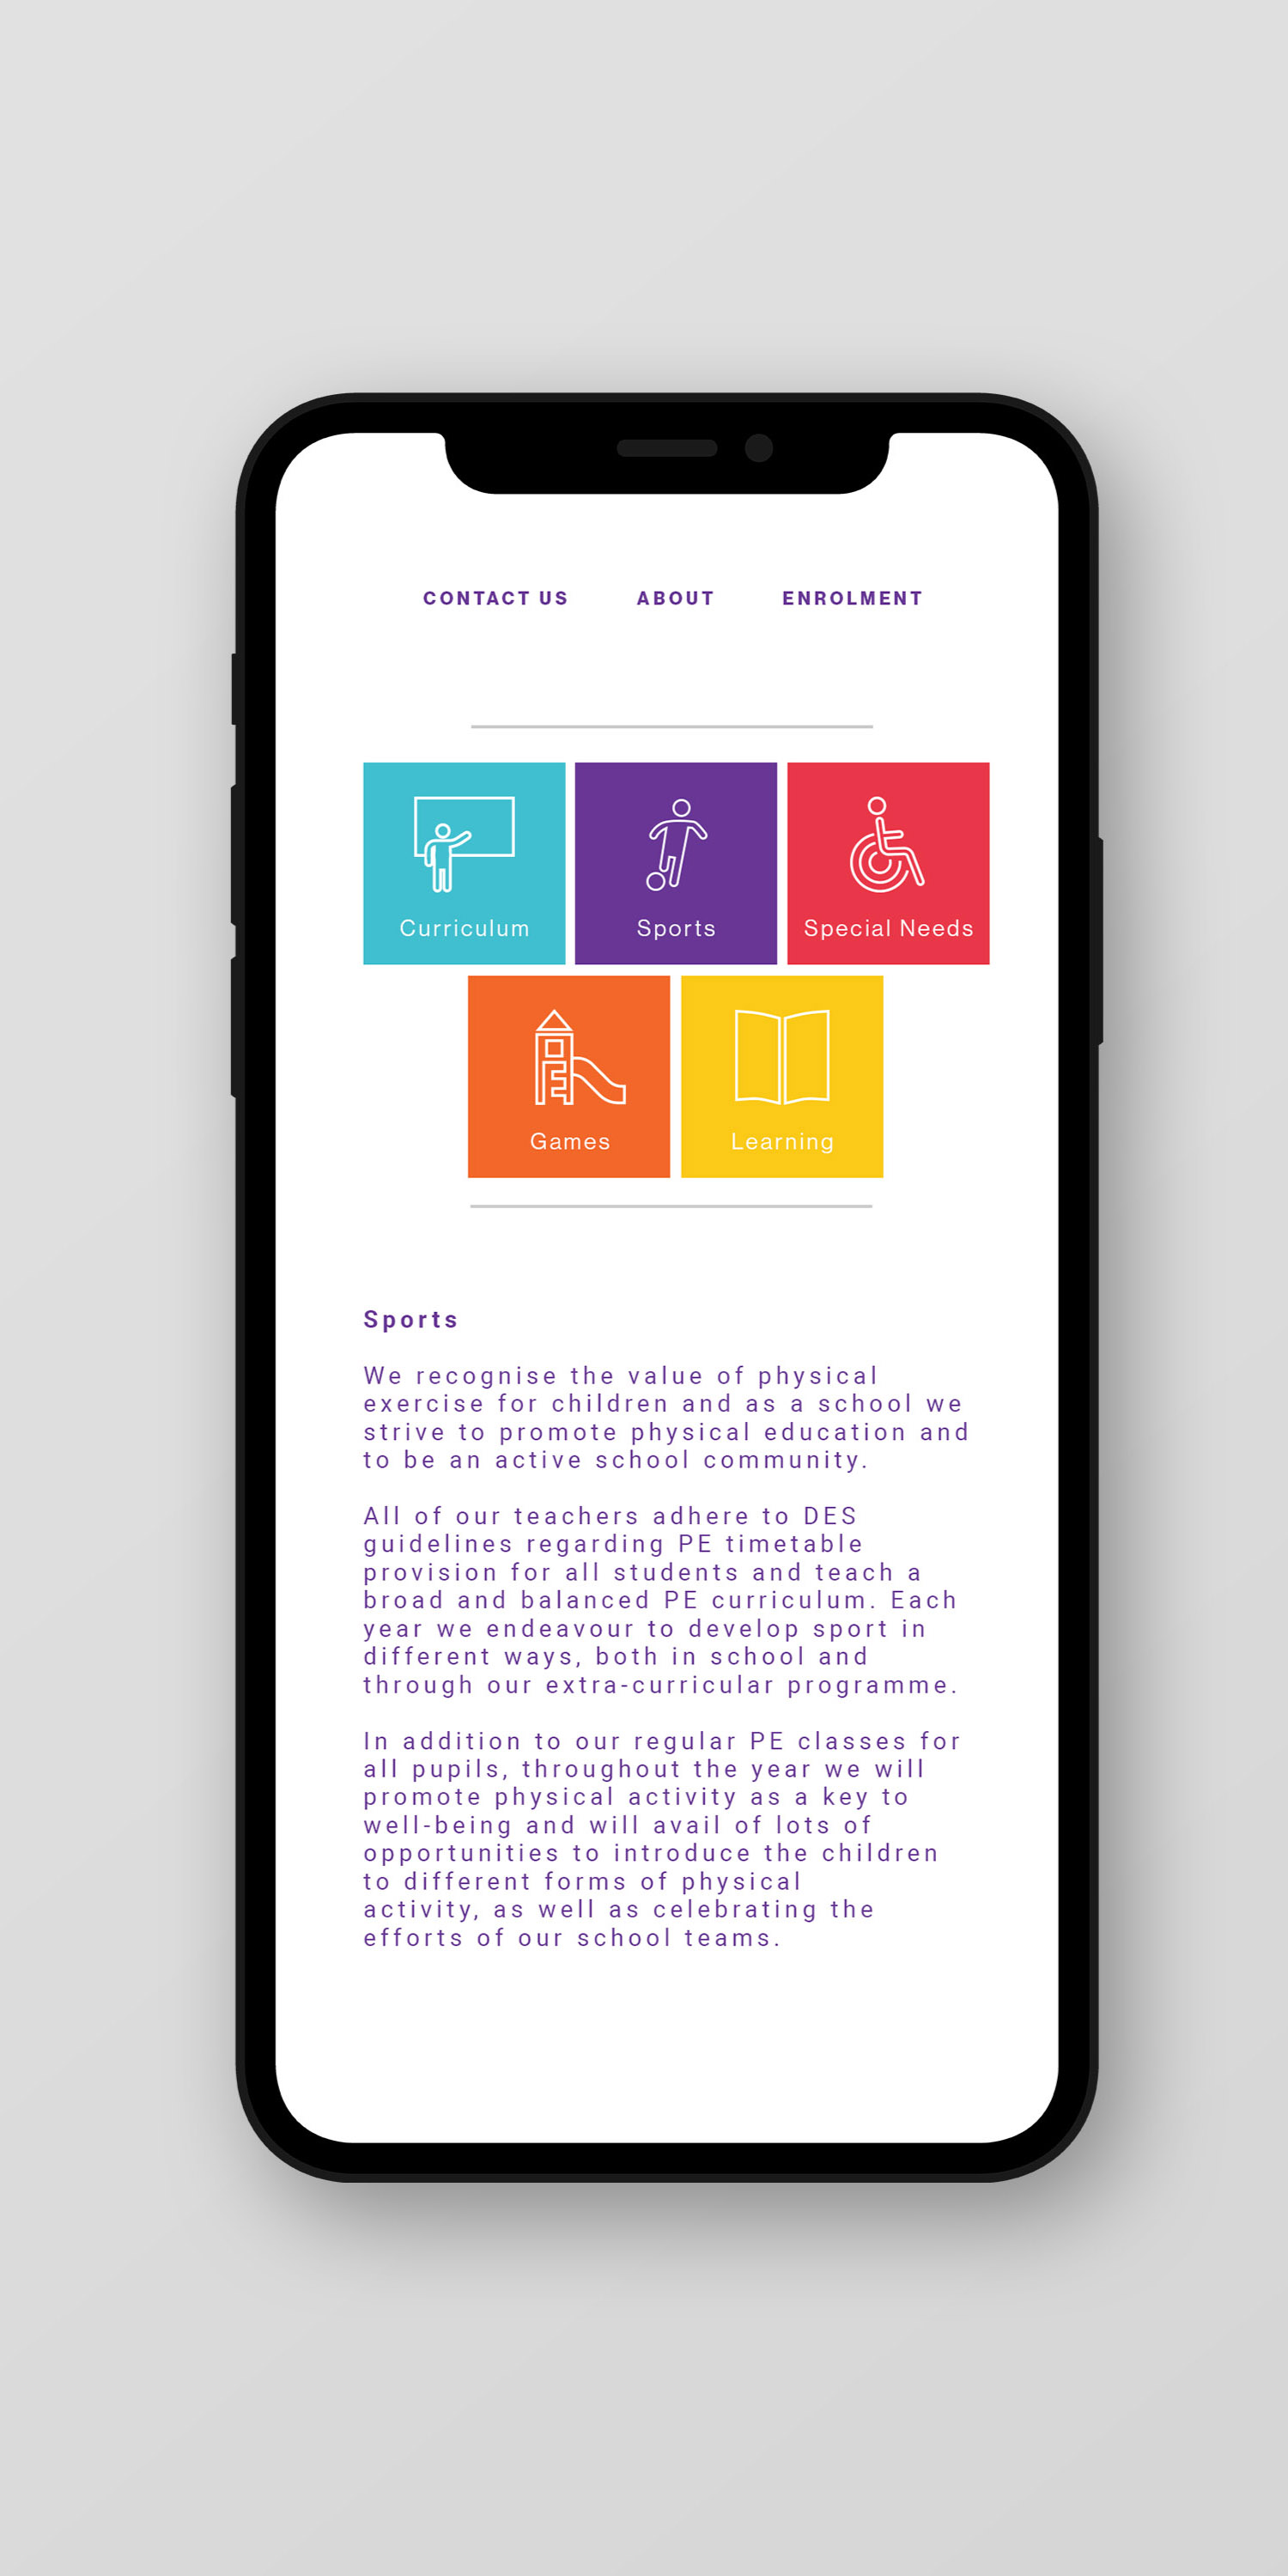 CONTACT US ABOUT ENROLMENT
Curriculum Sports Special Needs
Games Learning
Sports
We recognise the value of physical
exercise for children and as a school we
strive to promote physical education and
to be an active school community.
All of our teachers adhere to DES
guidelines regarding PE timetable
provision for all students and teach a
broad and balanced PE curriculum. Each
year we endeavour to develop sport in
different ways, both in school and
through our extra-curricular programme.
In addition to our regular PE classes for
all pupils, throughout the year we will
promote physical activity as a key to
well-being and will avail of lots of
opportunities to introduce the children
to different forms of physical
activity, as well as celebrating the
efforts of our school teams.